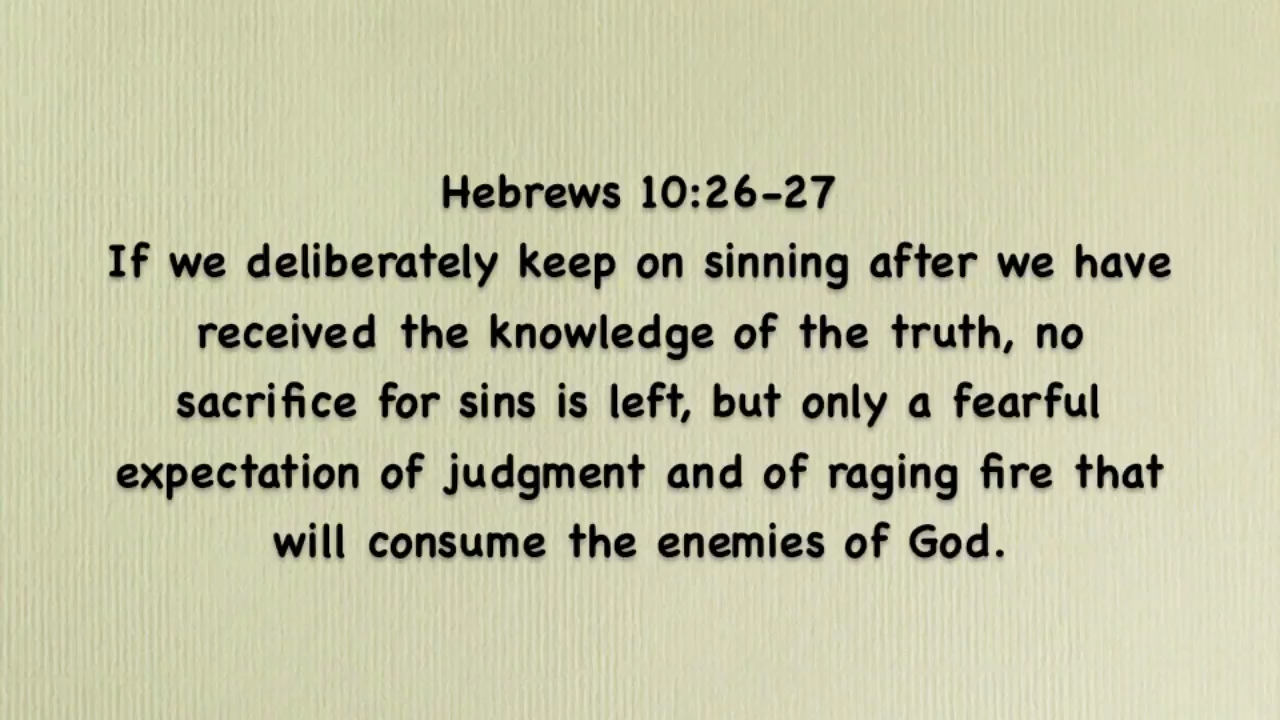 Hebrews 10:26-27
If we deliberately keep on sinning after we have
received the knowledge of the truth, no
sacrifice for sins is left, but only a fearful
expectation of judgment and of raging fire that
will consume the enemies of God.